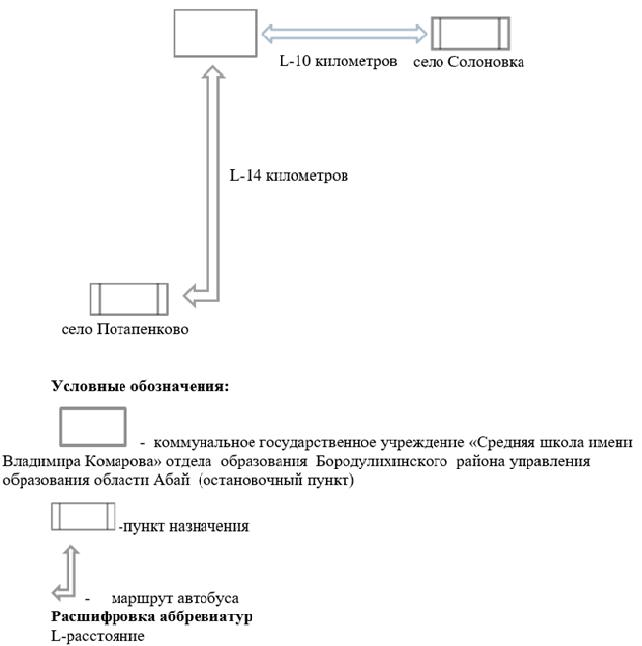 L-10 километров село Солоновка
L-14 километров
село Потапенково
Условные обозначения:
- коммунальное государственное учреждение «Средняя школа имени
Владимира Комарова» отдела образования Бородулихинского района управления
образования области Абай (остановочный пункт)
-пункт назначения
- маршрут автобуса
Расшифровка аббревиатур
L-расстояние